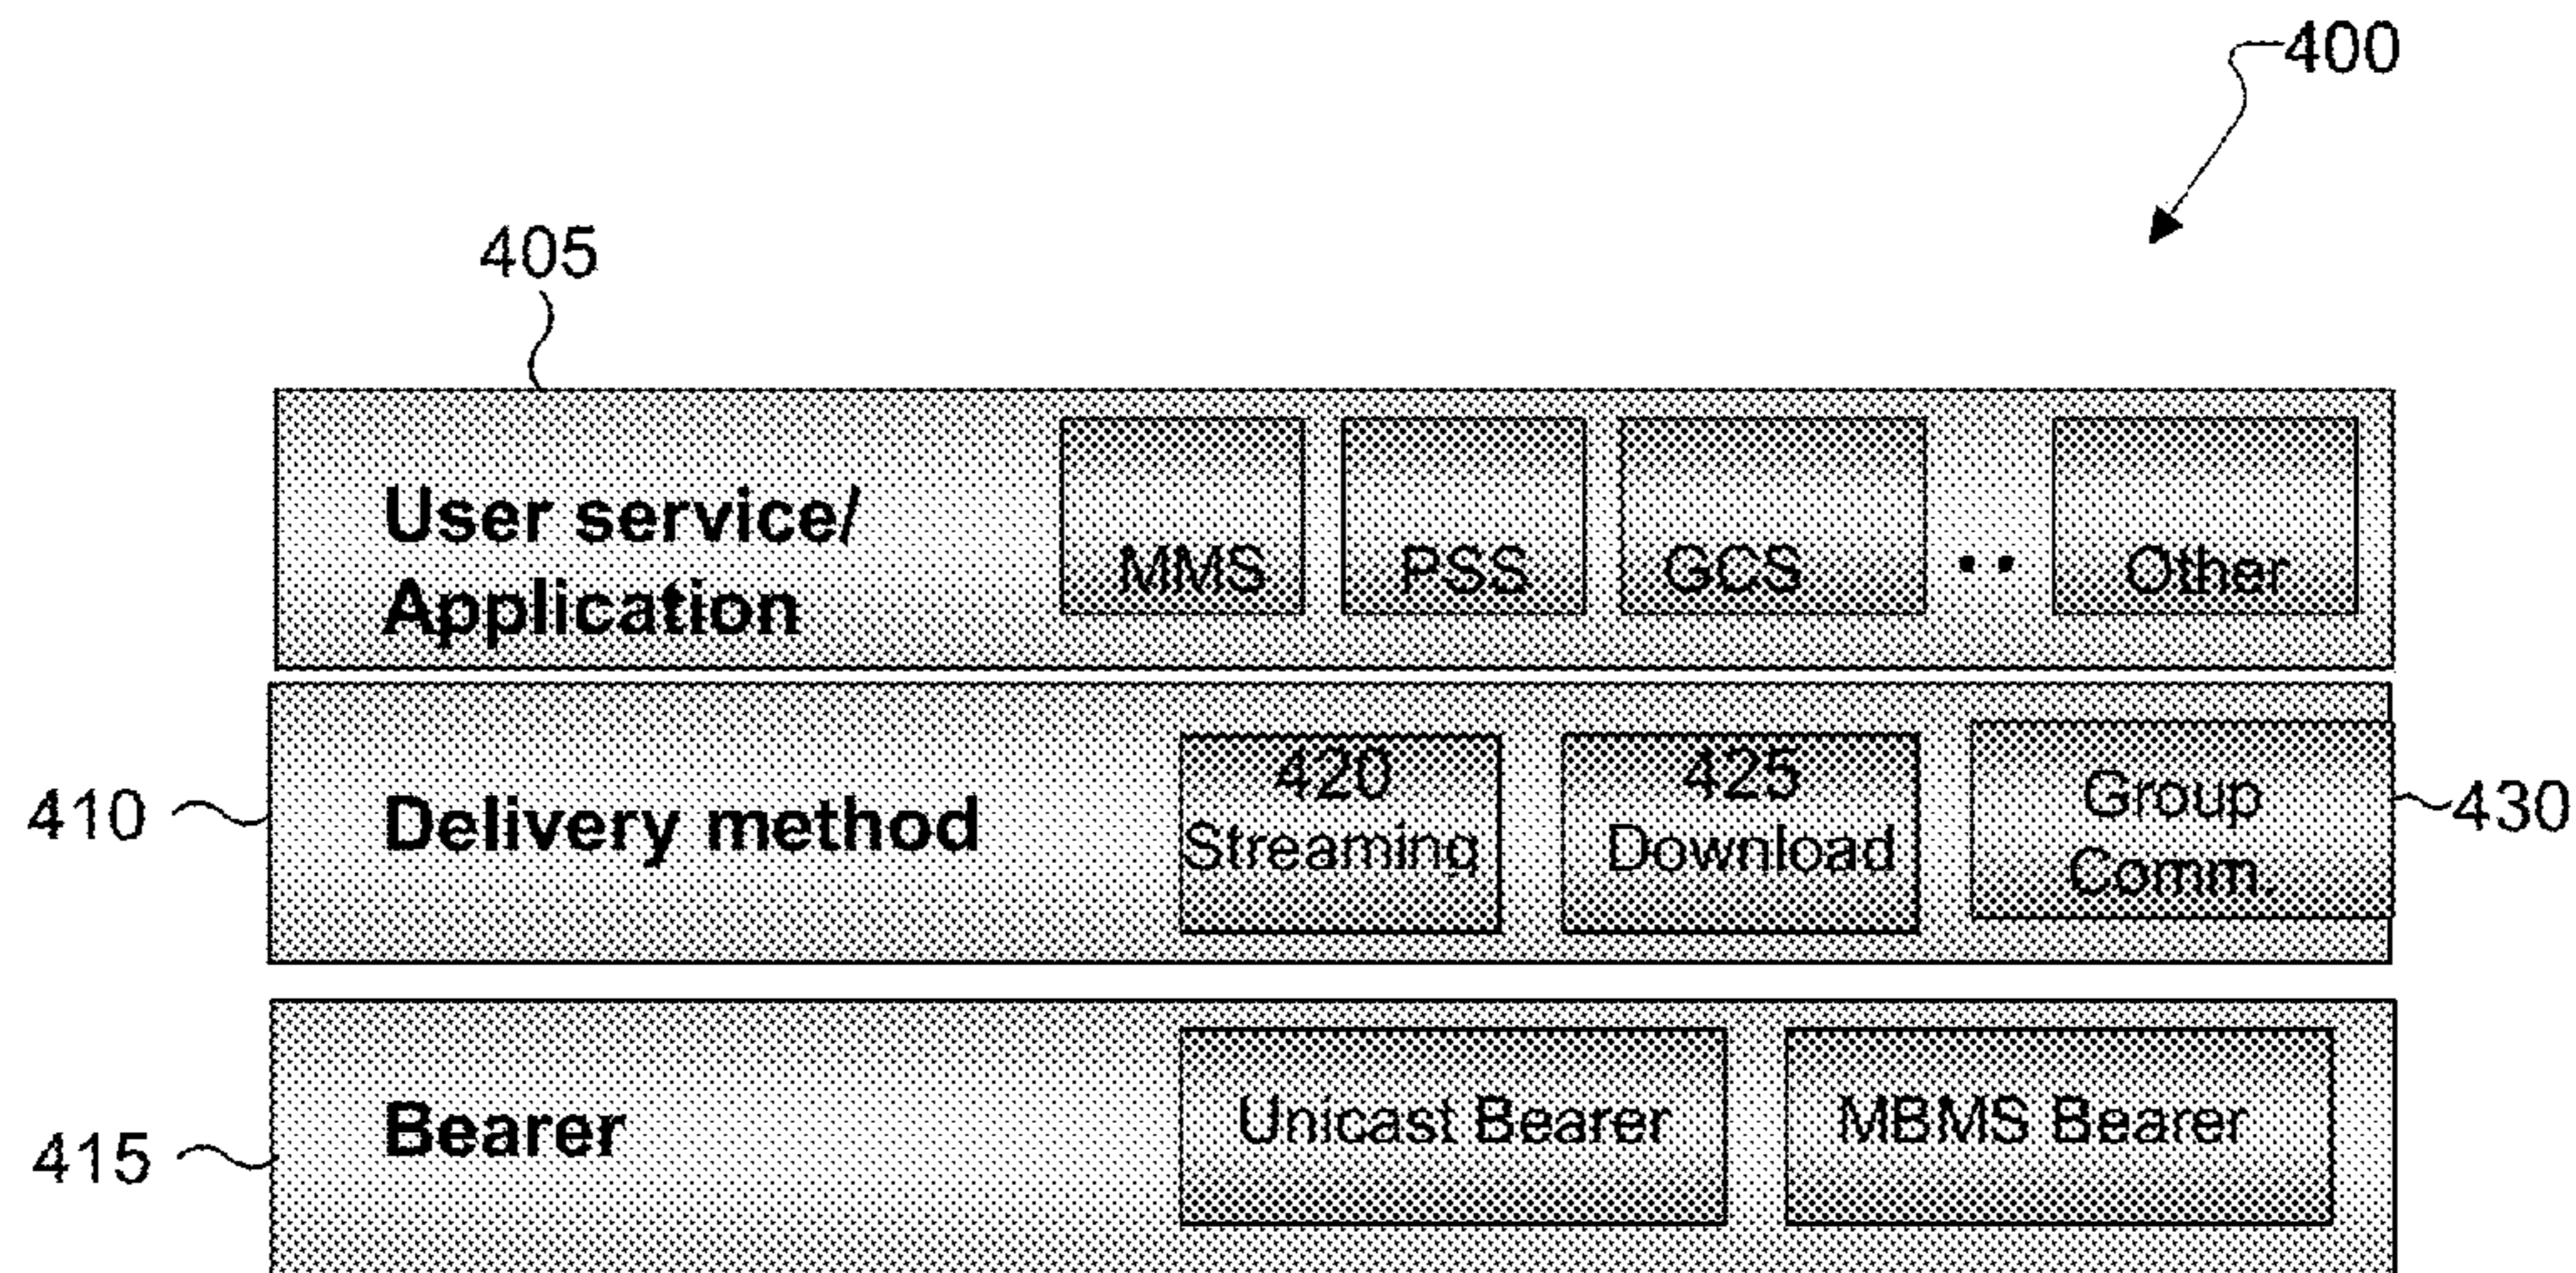 400
405
User service/
Application
MMS
PSS
GCS
..
Other
410
Delivery method
420
Streaming
425
Download
Group
Comm.
430
415
Bearer
Unicast Bearer
MBMS Bearer